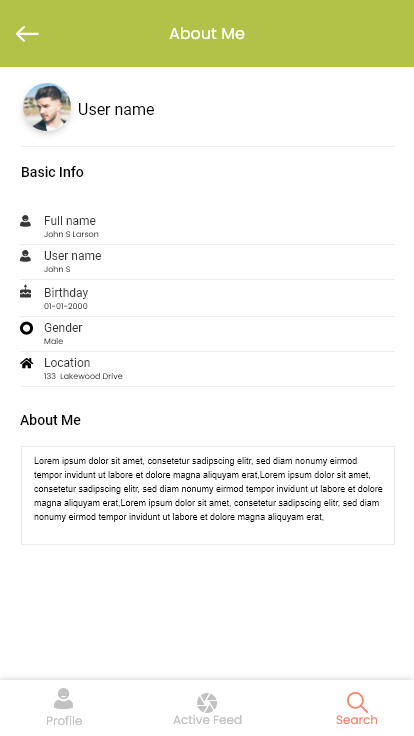 About Me
User name
Basic Info
Full name
John S Larson
User name
John S
Birthday
01-01-2000
Gender
Male
Location
133 Lakewood Drive
About Me
Lorem ipsum dolor sit amet, consetetur sadipscing elitr, sed diam nonumy eirmod
tempor invidunt ut labore et dolore magna aliquyam erat,Lorem ipsum dolor sit amet,
consetetur sadipscing elitr, sed diam nonumy eirmod tempor invidunt ut labore et dolore
magna aliquyam erat,Lorem ipsum dolor sit amet, consetetur sadipscing elitr, sed diam
nonumy eirmod tempor invidunt ut labore et dolore magna aliquyam erat,
Profile
Active Feed
Search